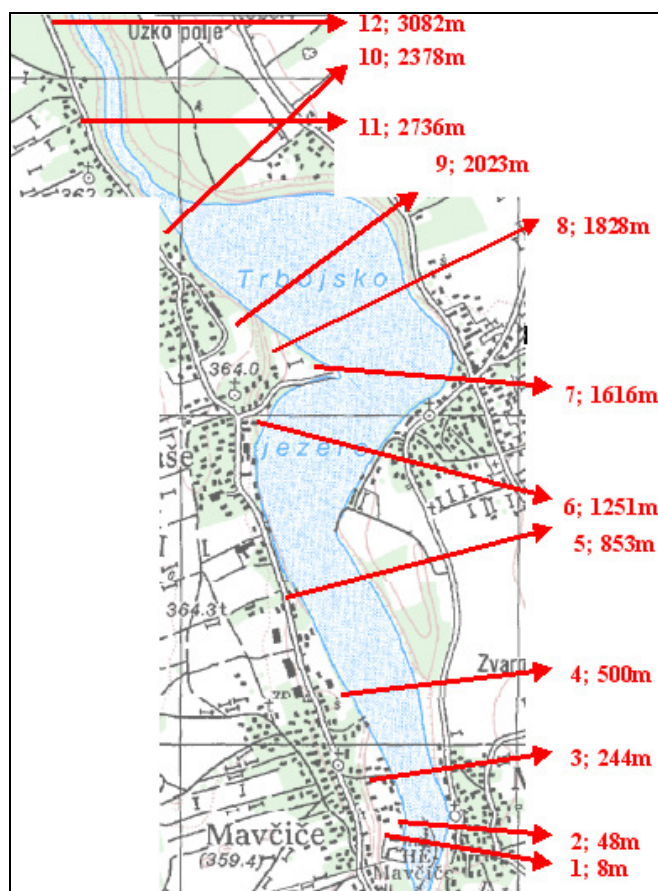 12; 3082m
Užko polje
10; 2378m
11; 2736m
9; 2023m
362.2
8; 1828m
Trbojsko
364.0
7; 1616m
jezero
aše
6; 1251m
5; 853m
364.3
Zvarn
4; 500m
3; 244m
M
Mavčiče
(359.4)
2; 48m
HE
1; 8m
Mavčiče